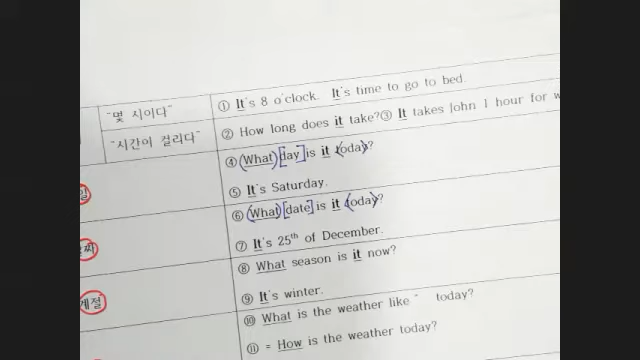 "몇 시이다"
① It's 8 o'clock. It's time to go to bed.
"시간이 걸리다"
② How long does it take? ③ It takes John 1 hour for
④ (What) [day] is it (today)?
⑤ It's Saturday.
⑥ (What) [date] is it (today)?
⑦ It's 25th of December.
계절
⑧ What season is it now?
⑨ It's winter.
⑩ What is the weather like " today?
⑪ = How is the weather today?